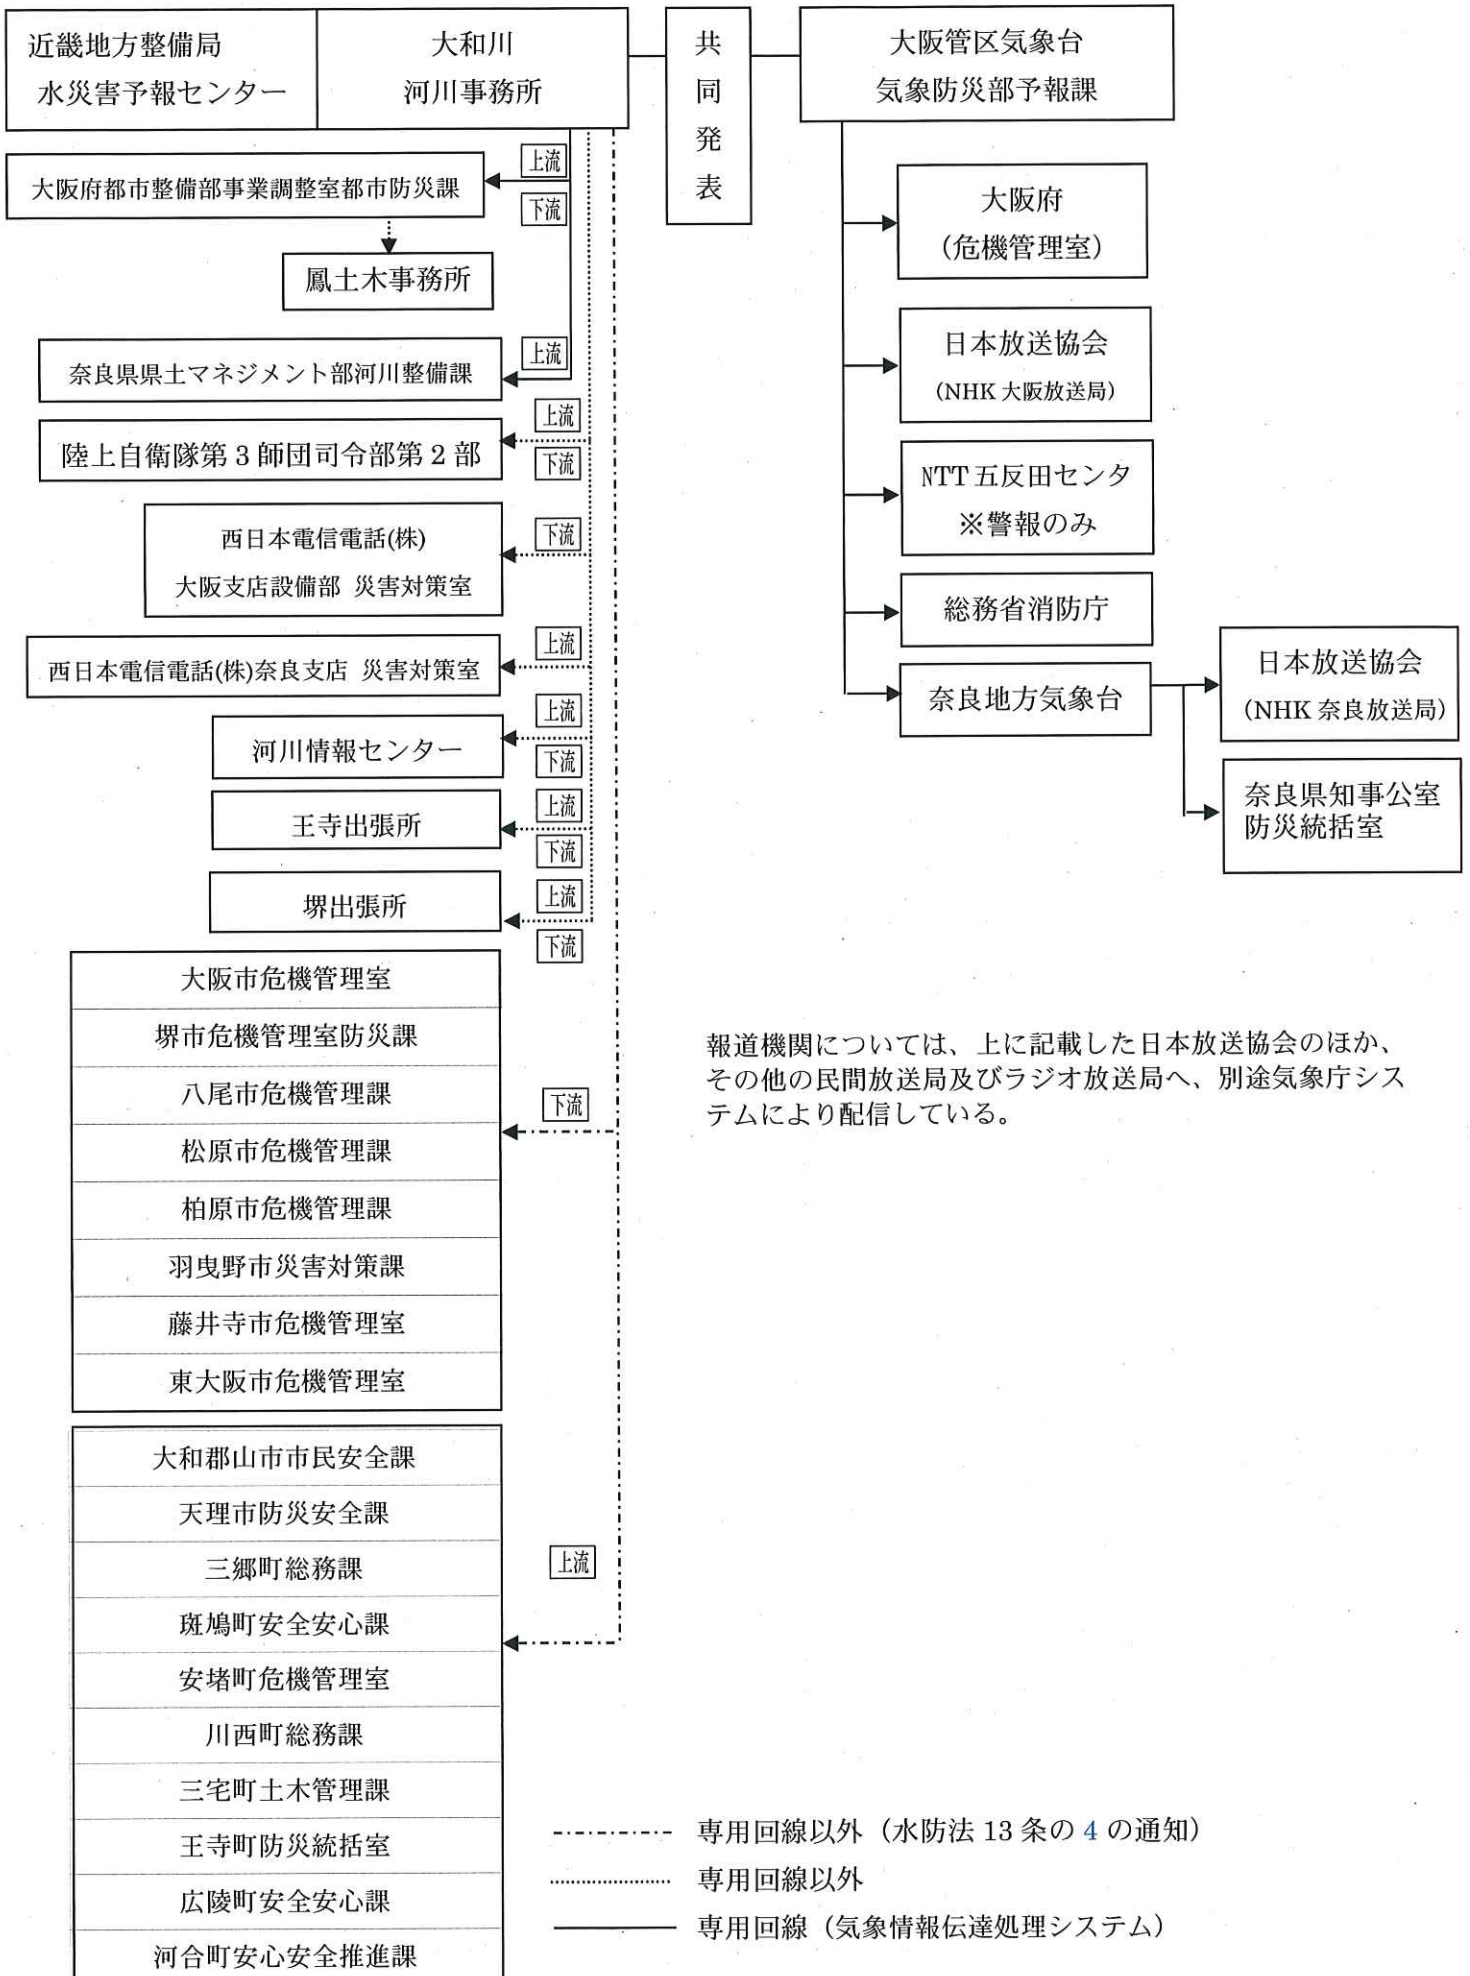 近畿地方整備局
水災害予報センター
大和川
河川事務所
共
同
発
表
大阪管区気象台
気象防災部予報課
上流
大阪府都市整備部事業調整室都市防災課
下流
鳳土木事務所
上流
奈良県県土マネジメント部河川整備課
上流
陸上自衛隊第3師団司令部第2部
下流
西日本電信電話(株)
大阪支店設備部 災害対策室
下流
上流
西日本電信電話(株)奈良支店 災害対策室
上流
河川情報センター
下流
上流
王寺出張所
下流
上流
堺出張所
下流
大阪市危機管理室
堺市危機管理室防災課
八尾市危機管理課
松原市危機管理課
柏原市危機管理課
羽曳野市災害対策課
藤井寺市危機管理室
東大阪市危機管理室
下流
大和郡山市市民安全課
天理市防災安全課
三郷町総務課
斑鳩町安全安心課
安堵町危機管理室
川西町総務課
三宅町土木管理課
王寺町防災統括室
広陵町安全安心課
河合町安心安全推進課
上流
大阪府
（危機管理室）
日本放送協会
（NHK 大阪放送局）
NTT 五反田センタ
※警報のみ
総務省消防庁
奈良地方気象台
日本放送協会
（NHK 奈良放送局）
奈良県知事公室
防災統括室
報道機関については、上に記載した日本放送協会のほか、
その他の民間放送局及びラジオ放送局へ、別途気象庁シス
テムにより配信している。
専用回線以外（水防法 13 条の 4 の通知）
専用回線以外
専用回線（気象情報伝達処理システム）